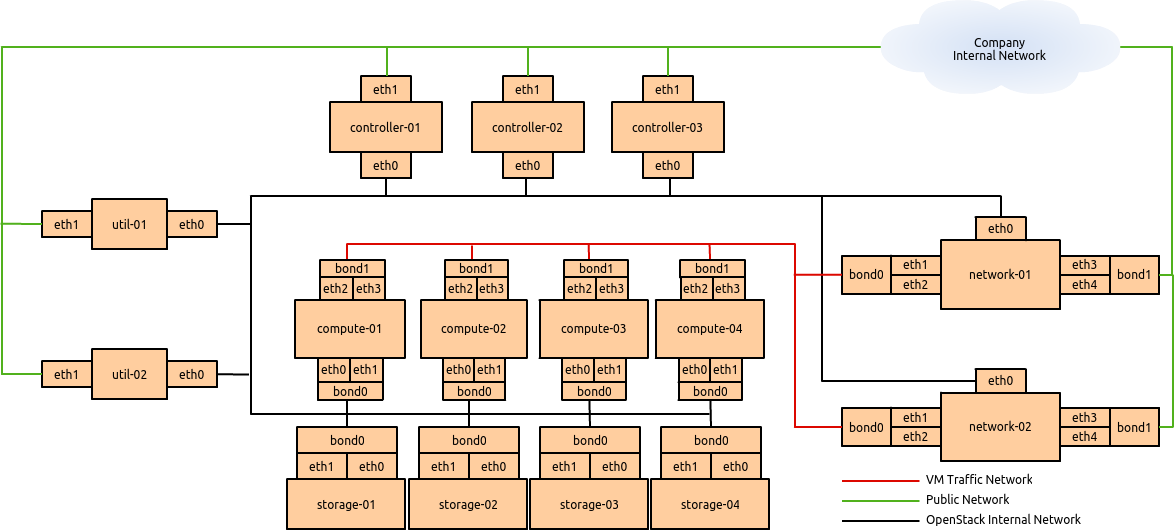 Company
Internal Network
eth1
eth1
eth1
controller-01
controller-02
controller-03
eth0
eth0
eth0
eth1
util-01
eth0
eth0
bond0
eth1
eth2
network-01
eth3
eth4
bond1
bond1
bond1
bond1
bond1
eth2
eth3
eth2
eth3
eth2
eth3
eth2
eth3
compute-01
compute-02
compute-03
compute-04
eth0
eth1
eth0
eth1
eth0
eth1
eth0
eth1
bond0
bond0
bond0
bond0
eth1
util-02
eth0
eth0
bond0
eth1
eth2
network-02
eth3
eth4
bond1
bond0
bond0
bond0
bond0
eth1
eth0
eth1
eth0
eth1
eth0
eth1
eth0
storage-01
storage-02
storage-03
storage-04
VM Traffic Network
Public Network
OpenStack Internal Network